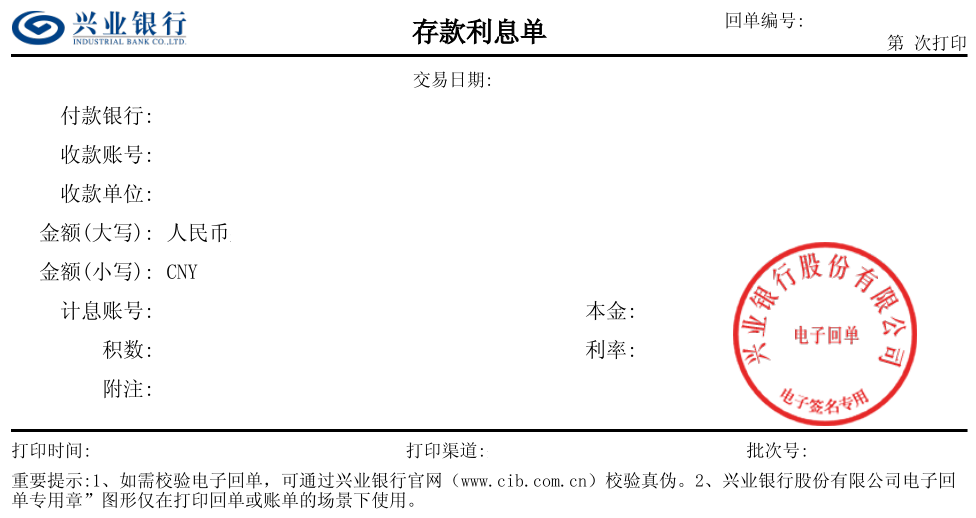 兴业银行
INDUSTRIAL BANK CO.,LTD.
存款利息单
回单编号:
第 次打印
交易日期:
付款银行:
收款账号:
收款单位:
金额(大写): 人民币
金额(小写): CNY
计息账号:
本金:
积数:
利率:
附注:
兴业银行股份有限公司
电子回单
电子签名专用
打印时间:
打印渠道:
批次号:
重要提示:1、如需校验电子回单，可通过兴业银行官网（www.cib.com.cn）校验真伪。2、兴业银行股份有限公司电子回
单专用章”图形仅在打印回单或账单的场景下使用。